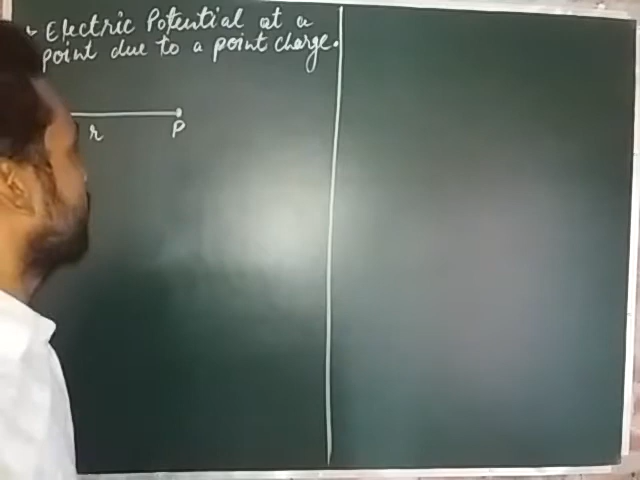 Electric Potential at a
point due to a point charge.
r
P